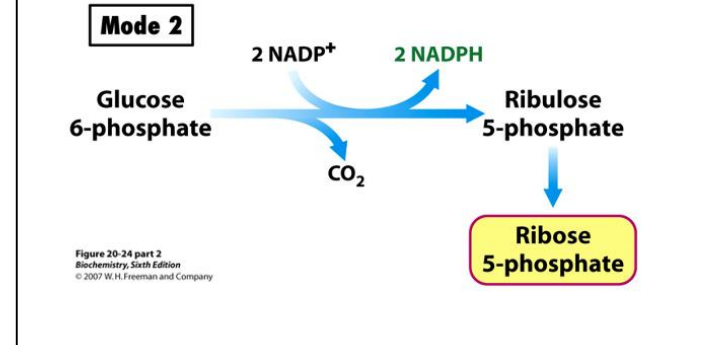 Mode 2
2 NADP⁺
2 NADPH
Glucose
6-phosphate
Ribulose
5-phosphate
CO₂
Ribose
5-phosphate
Figure 20-24 part 2
Biochemistry, Sixth Edition
© 2007 W. H. Freeman and Company